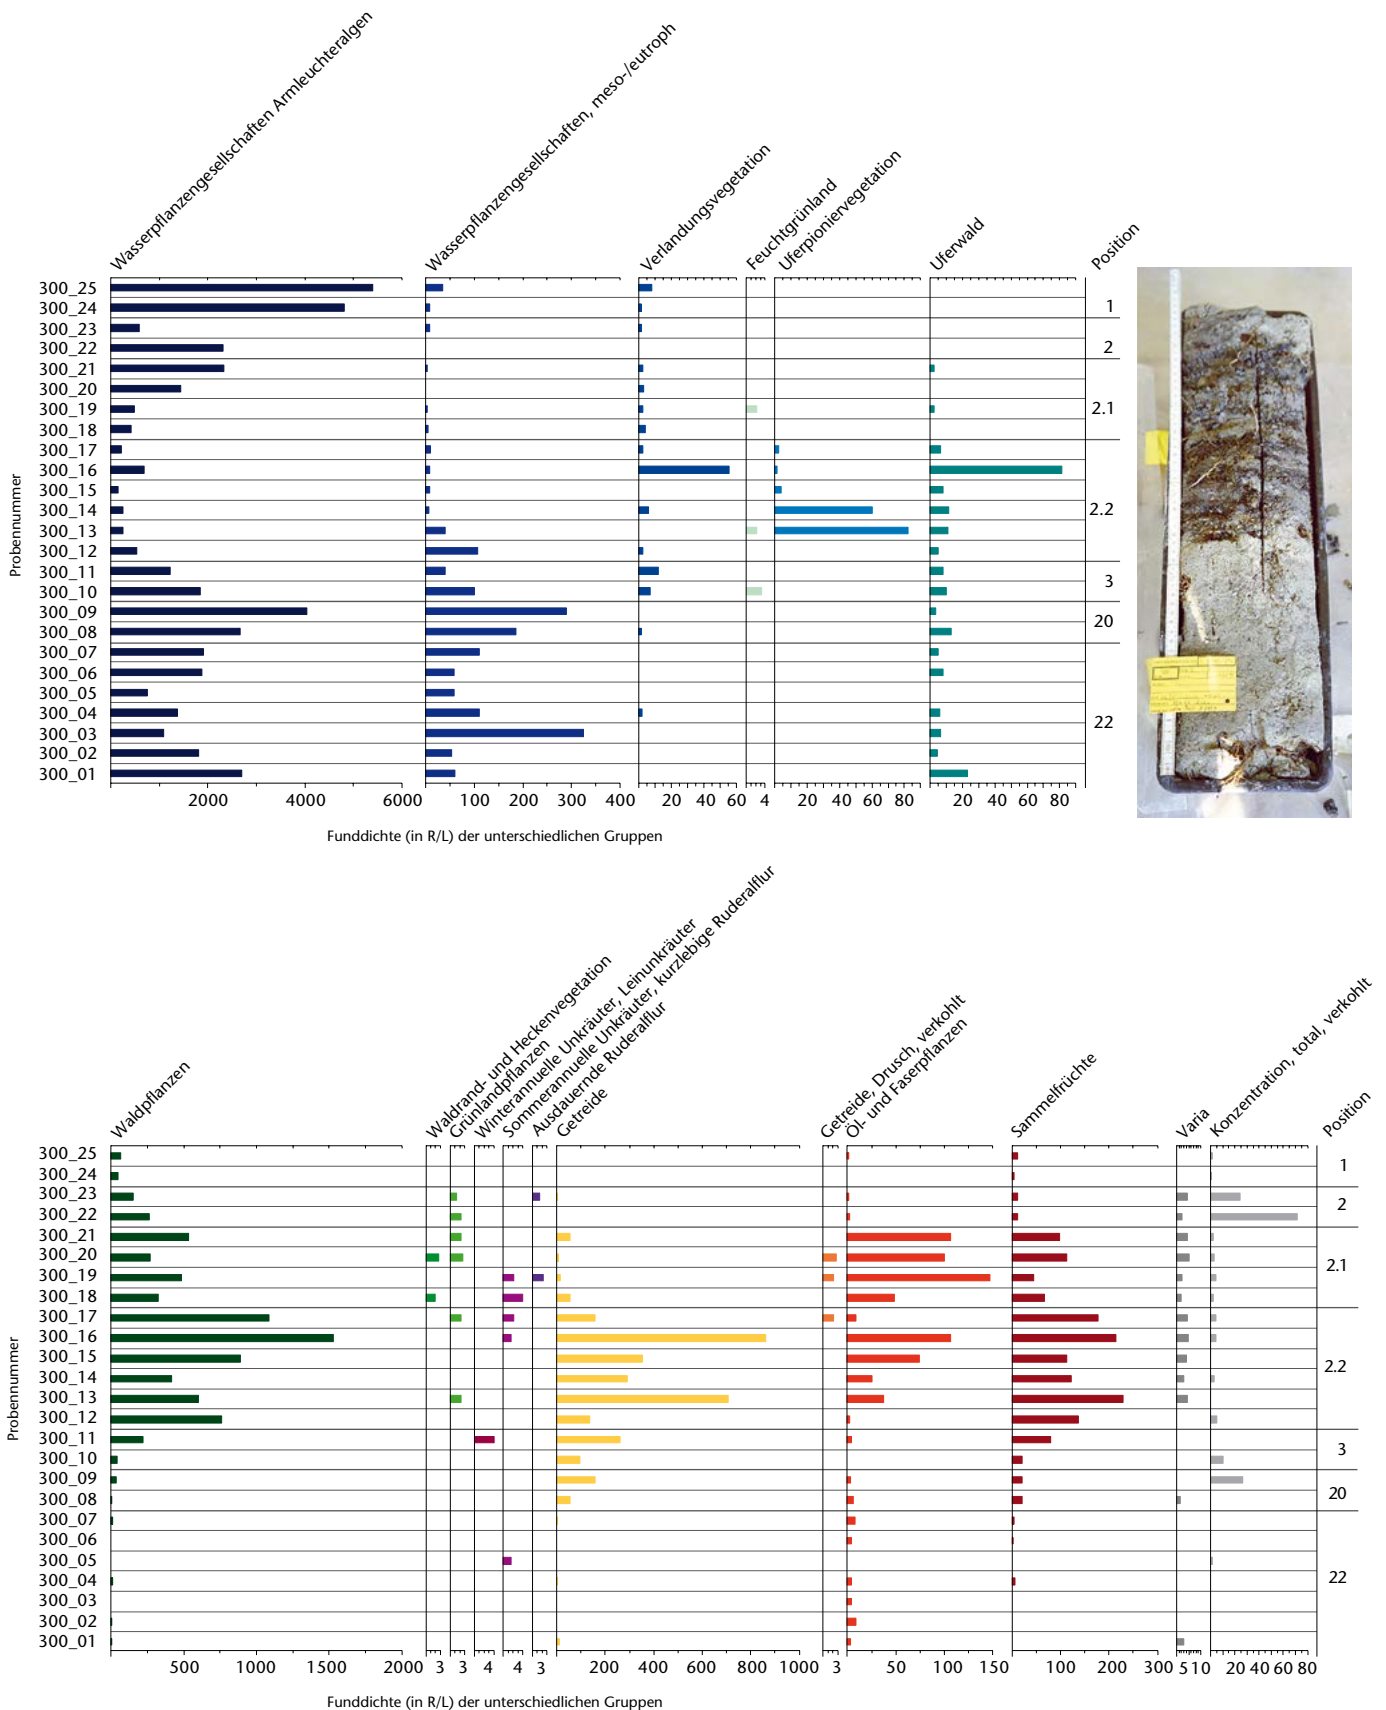 Wasserpflanzengesellschaften Armleuchteralgen
Wasserpflanzengesellschaften, meso-/eutroph
Verlandungsvegetation
Feuchtgrünland
Uferpioniervegetation
Uferwald
Position
Probennummer
300_25
300_24
1
300_23
300_22
2
300_21
300_20
300_19
2.1
300_18
300_17
300_16
300_15
300_14
2.2
300_13
300_12
300_11
3
300_10
300_09
20
300_08
300_07
300_06
300_05
300_04
22
300_03
300_02
300_01
2000 4000 6000 100 200 300 400 20 40 60 4 20 40 60 80 20 40 60 80
Funddichte (in R/L) der unterschiedlichen Gruppen
Waldpflanzen
Waldrand- und Heckenvegetation
Grünlandpflanzen
Winterannuelle Unkräuter, Leinunkräuter
Sommerannuelle Unkräuter, kurzlebige Ruderalflur
Ausdauernde Ruderalflur
Getreide
Getreide, Drusch, verkohlt
Öl- und Faserpflanzen
Sammelfrüchte
Varia
Konzentration, total, verkohlt
Position
Probennummer
300_25
300_24
1
300_23
300_22
2
300_21
300_20
300_19
2.1
300_18
300_17
300_16
300_15
300_14
2.2
300_13
300_12
300_11
3
300_10
300_09
20
300_08
300_07
300_06
300_05
300_04
22
300_03
300_02
300_01
500 1000 1500 2000 3 3 4 4 3 200 400 600 800 1000 3 50 100 150 100 200 300 5 10 20 40 60 80
Funddichte (in R/L) der unterschiedlichen Gruppen